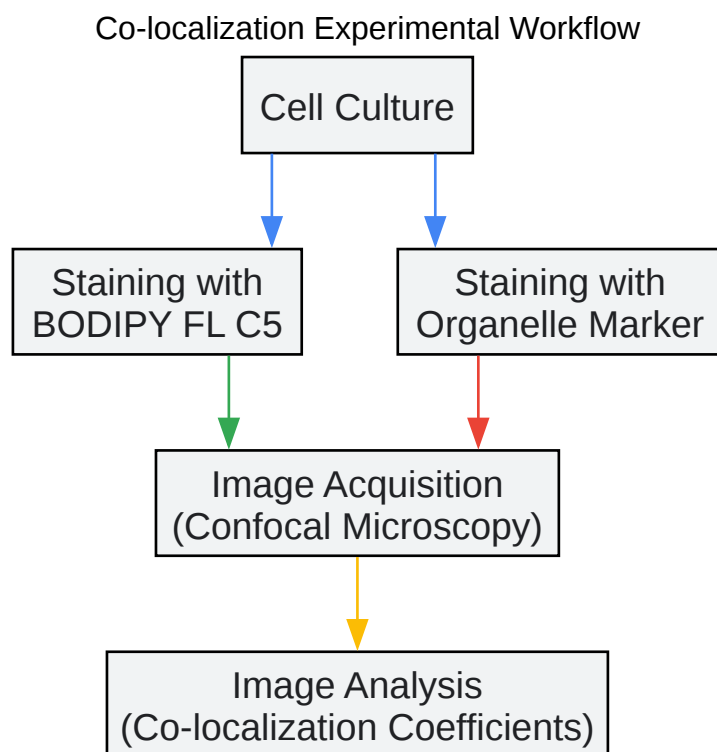 Co-localization Experimental Workflow
Cell Culture
Staining with
BODIPY FL C5
Staining with
Organelle Marker
Image Acquisition
(Confocal Microscopy)
Image Analysis
(Co-localization Coefficients)